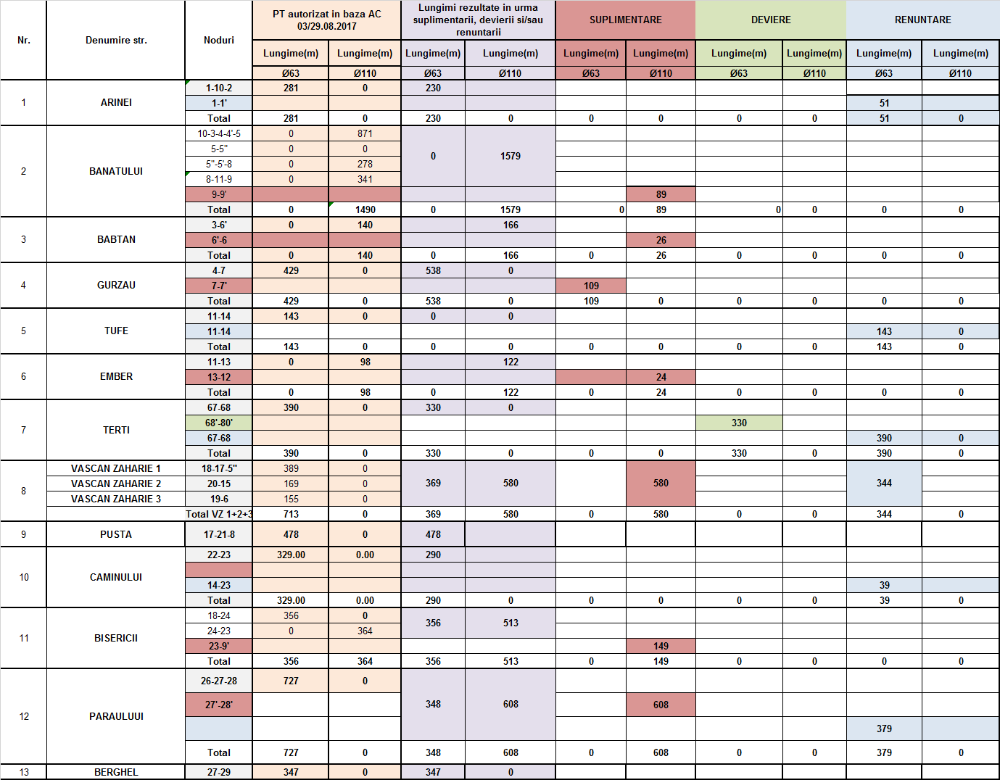 Nr. Denumire str. Noduri PT autorizat in baza AC 03/29.08.2017 Lungimi rezultate in urma suplimentarii, devierii si/sau renuntarii SUPLIMENTARE DEVIERE RENUNTARE
Lungime(m) Lungime(m) Lungime(m) Lungime(m) Lungime(m) Lungime(m) Lungime(m) Lungime(m) Lungime(m) Lungime(m)
Ø63 Ø110 Ø63 Ø110 Ø63 Ø110 Ø63 Ø110 Ø63 Ø110
1 ARINEI 1-10-2 281 0 230
1-1' 51
Total 281 0 230 0 0 0 0 0 51 0
2 BANATULUI 10-3-4-4'-5 0 871 0 1579
5-5" 0 0
5"-5'-8 0 278
8-11-9 0 341
9-9' 89
Total 0 1490 0 1579 0 89 0 0 0 0
3 BABTAN 3-6' 0 140 166
6'-6 26
Total 0 140 0 166 0 26 0 0 0 0
4 GURZAU 4-7 429 0 538 0
7-7' 109
Total 429 0 538 0 109 0 0 0 0 0
5 TUFE 11-14 143 0 0 0
11-14 143 0
Total 143 0 0 0 0 0 0 0 143 0
6 EMBER 11-13 0 98 122
13-12 24
Total 0 98 0 122 0 24 0 0 0 0
7 TERTI 67-68 390 0 330 0
68'-80' 330
67-68 390 0
Total 390 0 330 0 0 0 330 0 390 0
8 VASCAN ZAHARIE 1 18-17-5" 389 0 369 580 580 344
VASCAN ZAHARIE 2 20-15 169 0
VASCAN ZAHARIE 3 19-6 155 0
Total VZ 1+2+3 713 0 369 580 0 580 0 0 344 0
9 PUSTA 17-21-8 478 0 478
10 CAMINULUI 22-23 329.00 0.00 290
14-23 39
Total 329.00 0.00 290 0 0 0 0 0 39 0
11 BISERICII 18-24 356 0 356 513
24-23 0 364
23-9' 149
Total 356 364 356 513 0 149 0 0 0 0
12 PARAULUUI 26-27-28 727 0 348 608
27'-28' 608
379
Total 727 0 348 608 0 608 0 0 379 0
13 BERGHEL 27-29 347 0 347 0